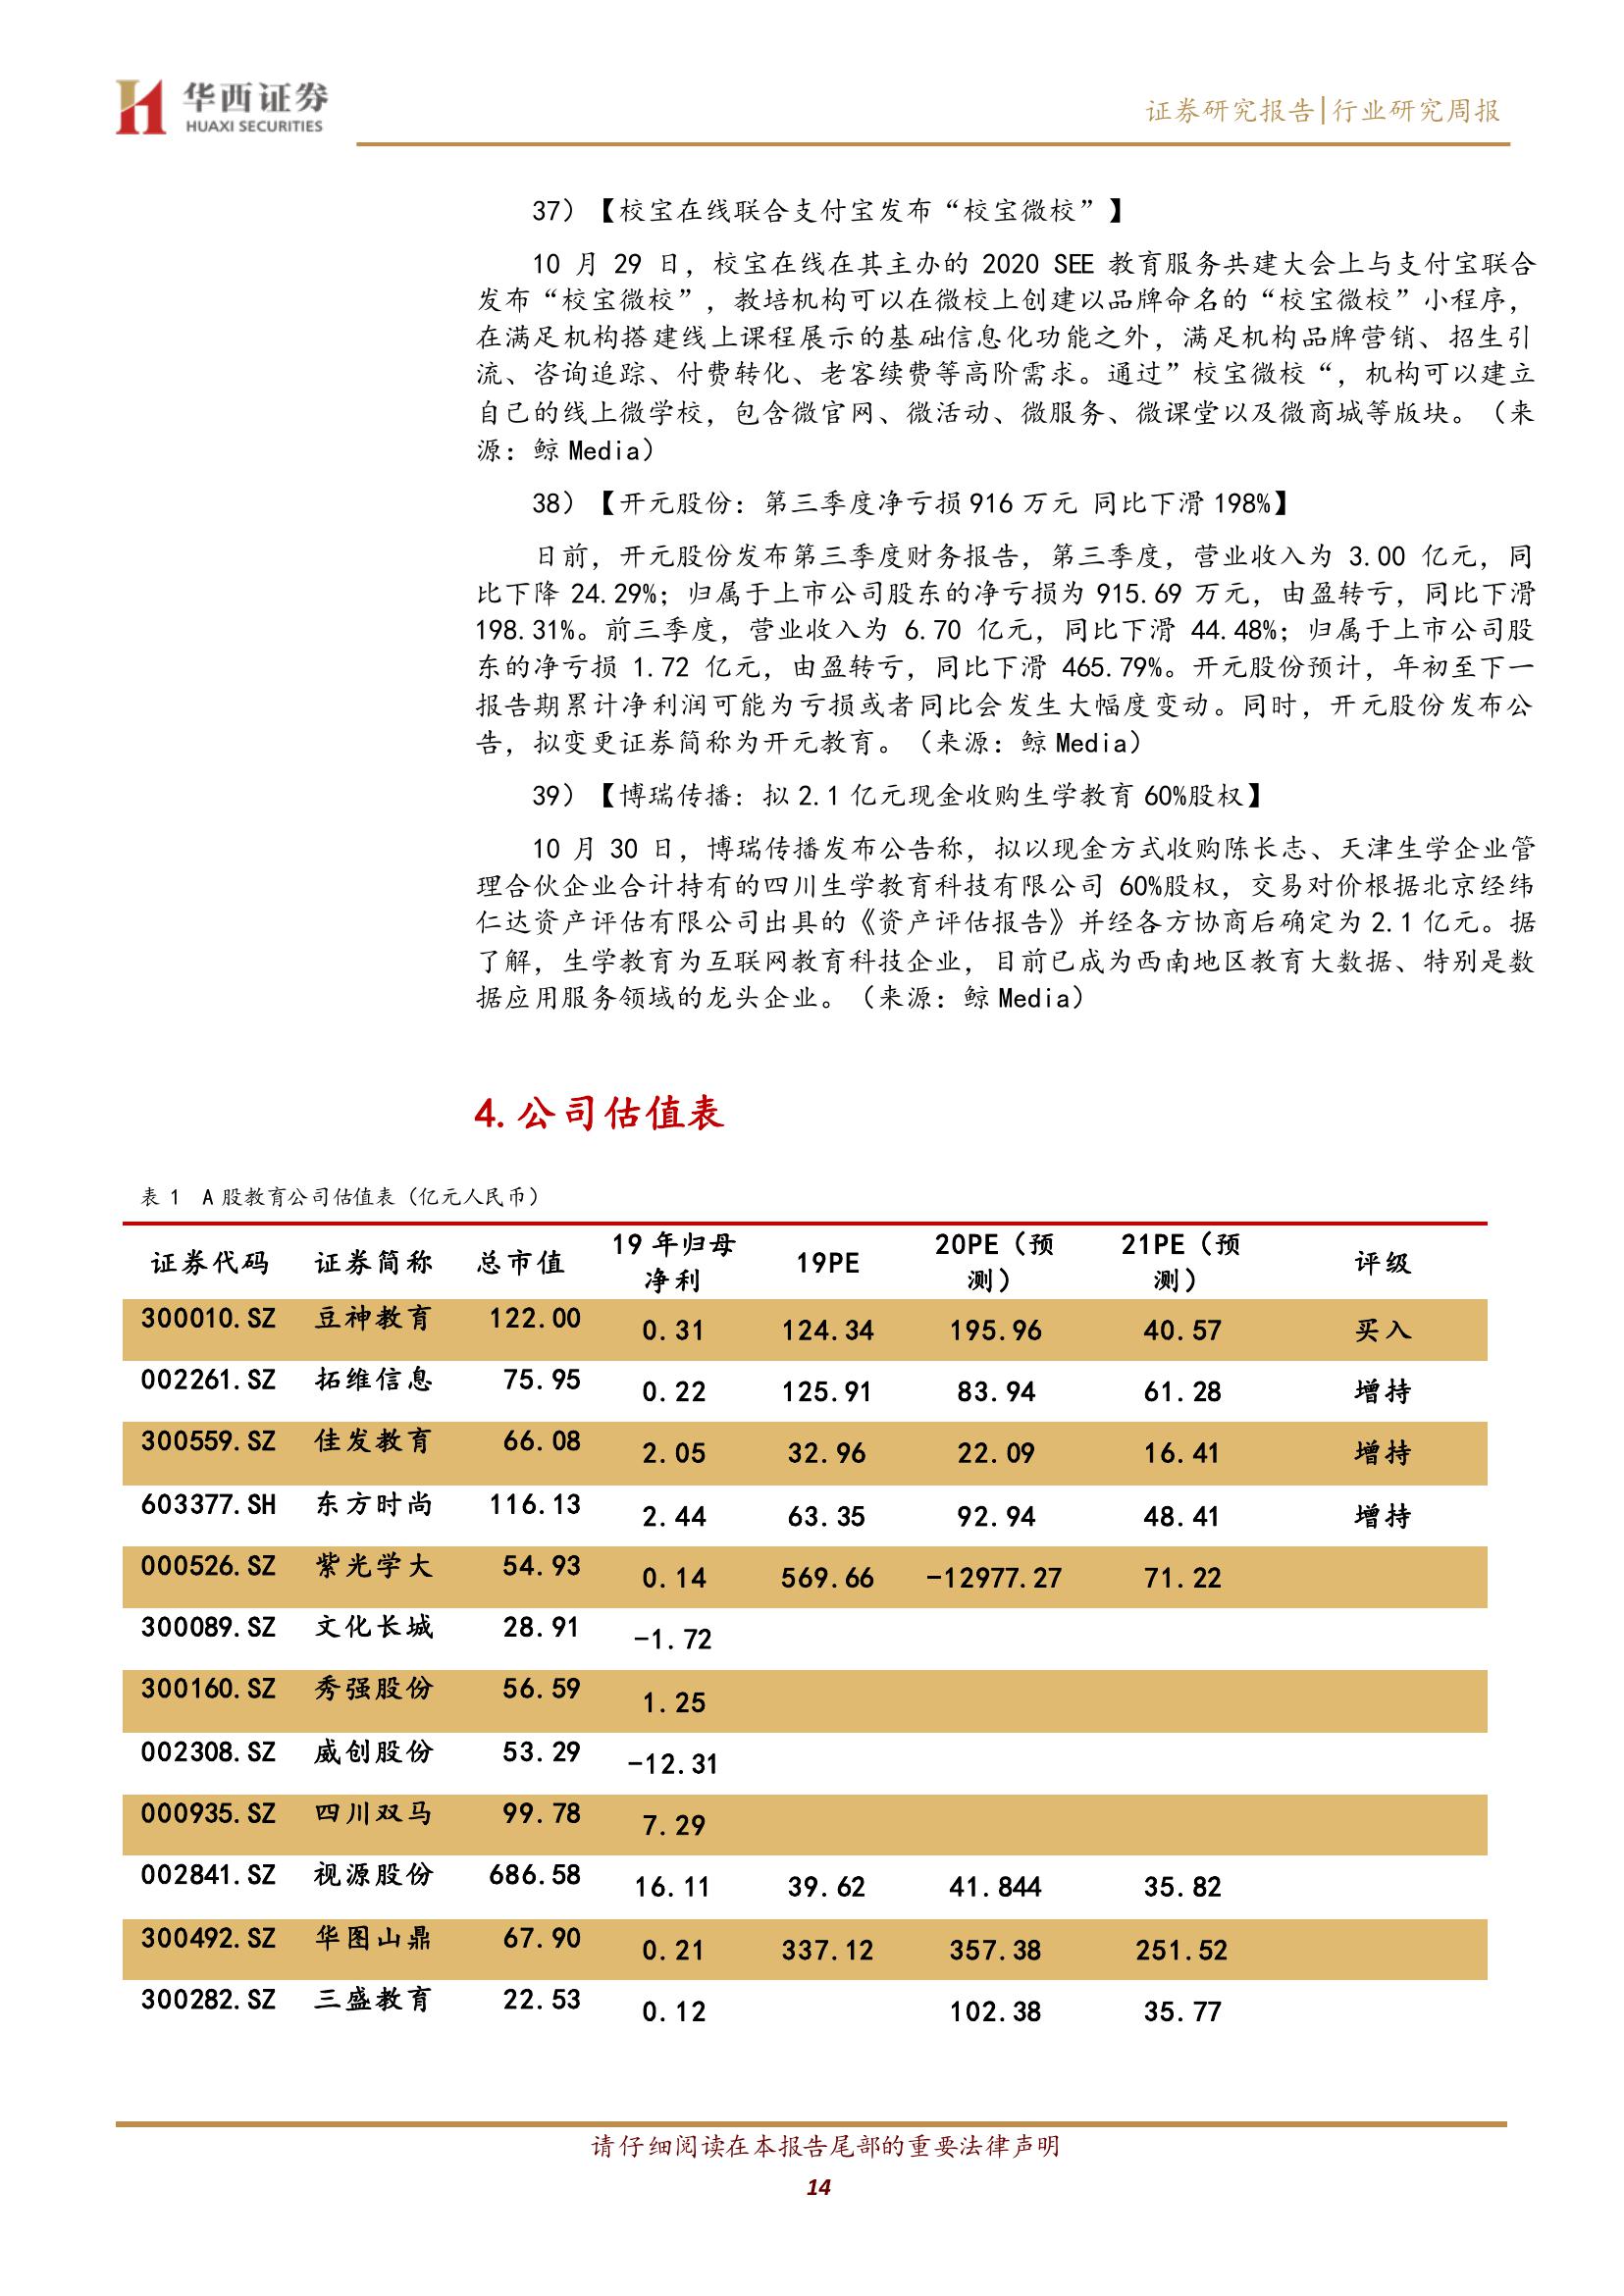 华西证券
HUAXI SECURITIES
证券研究报告|行业研究周报
37）【校宝在线联合支付宝发布“校宝微校”】
10 月 29 日，校宝在线在其主办的 2020 SEE 教育服务共建大会上与支付宝联合
发布“校宝微校”，教培机构可以在微校上创建以品牌命名的“校宝微校”小程序，
在满足机构搭建线上课程展示的基础信息化功能之外，满足机构品牌营销、招生引
流、咨询追踪、付费转化、老客续费等高阶需求。通过”校宝微校“，机构可以建立
自己的线上微学校，包含微官网、微活动、微服务、微课堂以及微商城等版块。（来
源：鲸 Media）
38）【开元股份：第三季度净亏损 916 万元 同比下滑 198%】
日前，开元股份发布第三季度财务报告，第三季度，营业收入为 3.00 亿元，同
比下降 24.29%；归属于上市公司股东的净亏损为 915.69 万元，由盈转亏，同比下滑
198.31%。前三季度，营业收入为 6.70 亿元，同比下滑 44.48%；归属于上市公司股
东的净亏损 1.72 亿元，由盈转亏，同比下滑 465.79%。开元股份预计，年初至下一
报告期累计净利润可能为亏损或者同比会发生大幅度变动。同时，开元股份发布公
告，拟变更证券简称为开元教育。（来源：鲸 Media）
39）【博瑞传播：拟 2.1 亿元现金收购生学教育 60%股权】
10 月 30 日，博瑞传播发布公告称，拟以现金方式收购陈长志、天津生学企业管
理合伙企业合计持有的四川生学教育科技有限公司 60%股权，交易对价根据北京经纬
仁达资产评估有限公司出具的《资产评估报告》并经各方协商后确定为 2.1 亿元。据
了解，生学教育为互联网教育科技企业，目前已成为西南地区教育大数据、特别是数
据应用服务领域的龙头企业。（来源：鲸 Media）
4. 公司估值表
表 1 A 股教育公司估值表（亿元人民币）
证券代码 证券简称 总市值 19 年归母净利 19PE 20PE（预测） 21PE（预测） 评级
300010.SZ 豆神教育 122.00 0.31 124.34 195.96 40.57 买入
002261.SZ 拓维信息 75.95 0.22 125.91 83.94 61.28 增持
300559.SZ 佳发教育 66.08 2.05 32.96 22.09 16.41 增持
603377.SH 东方时尚 116.13 2.44 63.35 92.94 48.41 增持
000526.SZ 紫光学大 54.93 0.14 569.66 -12977.27 71.22
300089.SZ 文化长城 28.91 -1.72
300160.SZ 秀强股份 56.59 1.25
002308.SZ 威创股份 53.29 -12.31
000935.SZ 四川双马 99.78 7.29
002841.SZ 视源股份 686.58 16.11 39.62 41.844 35.82
300492.SZ 华图山鼎 67.90 0.21 337.12 357.38 251.52
300282.SZ 三盛教育 22.53 0.12 102.38 35.77
请仔细阅读在本报告尾部的重要法律声明
14